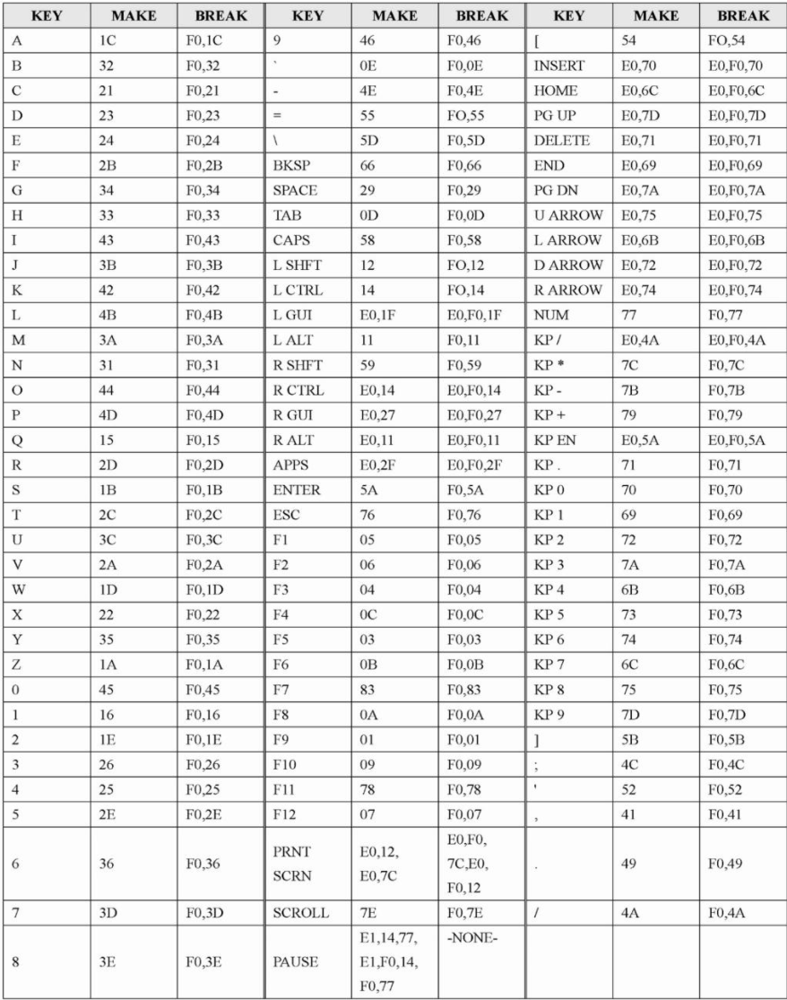 KEY MAKE BREAK KEY MAKE BREAK KEY MAKE BREAK
A 1C F0,1C 9 46 F0,46 [ 54 FO,54
B 32 F0,32 ` 0E F0,0E INSERT E0,70 E0,F0,70
C 21 F0,21 - 4E F0,4E HOME E0,6C E0,F0,6C
D 23 F0,23 = 55 FO,55 PG UP E0,7D E0,F0,7D
E 24 F0,24 \ 5D F0,5D DELETE E0,71 E0,F0,71
F 2B F0,2B BKSP 66 F0,66 END E0,69 E0,F0,69
G 34 F0,34 SPACE 29 F0,29 PG DN E0,7A E0,F0,7A
H 33 F0,33 TAB 0D F0,0D U ARROW E0,75 E0,F0,75
I 43 F0,43 CAPS 58 F0,58 L ARROW E0,6B E0,F0,6B
J 3B F0,3B L SHFT 12 FO,12 D ARROW E0,72 E0,F0,72
K 42 F0,42 L CTRL 14 FO,14 R ARROW E0,74 E0,F0,74
L 4B F0,4B L GUI E0,1F E0,F0,1F NUM 77 F0,77
M 3A F0,3A L ALT 11 F0,11 KP / E0,4A E0,F0,4A
N 31 F0,31 R SHFT 59 F0,59 KP * 7C F0,7C
O 44 F0,44 R CTRL E0,14 E0,F0,14 KP - 7B F0,7B
P 4D F0,4D R GUI E0,27 E0,F0,27 KP + 79 F0,79
Q 15 F0,15 R ALT E0,11 E0,F0,11 KP EN E0,5A E0,F0,5A
R 2D F0,2D APPS E0,2F E0,F0,2F KP . 71 F0,71
S 1B F0,1B ENTER 5A F0,5A KP 0 70 F0,70
T 2C F0,2C ESC 76 F0,76 KP 1 69 F0,69
U 3C F0,3C F1 05 F0,05 KP 2 72 F0,72
V 2A F0,2A F2 06 F0,06 KP 3 7A F0,7A
W 1D F0,1D F3 04 F0,04 KP 4 6B F0,6B
X 22 F0,22 F4 0C F0,0C KP 5 73 F0,73
Y 35 F0,35 F5 03 F0,03 KP 6 74 F0,74
Z 1A F0,1A F6 0B F0,0B KP 7 6C F0,6C
0 45 F0,45 F7 83 F0,83 KP 8 75 F0,75
1 16 F0,16 F8 0A F0,0A KP 9 7D F0,7D
2 1E F0,1E F9 01 F0,01 ] 5B F0,5B
3 26 F0,26 F10 09 F0,09 ; 4C F0,4C
4 25 F0,25 F11 78 F0,78 ' 52 F0,52
5 2E F0,2E F12 07 F0,07 , 41 F0,41
E0,F0,
PRNT E0,12,
6 36 F0,36 7C,E0, . 49 F0,49
SCRN E0,7C
F0,12
7 3D F0,3D SCROLL 7E F0,7E / 4A F0,4A
E1,14,77, -NONE-
8 3E F0,3E PAUSE E1,F0,14,
F0,77